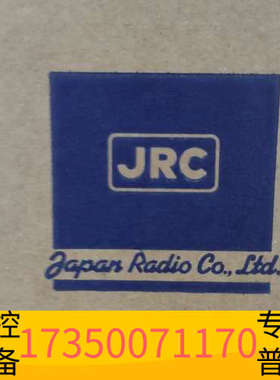 JRC
Japan Radio Co., Ltd.
控 专
备 17350071170 普